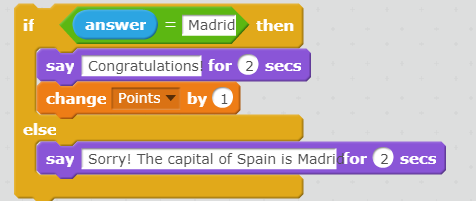 if answer = Madrid then
say Congratulations! for 2 secs
change Points by 1
else
say Sorry! The capital of Spain is Madrid for 2 secs